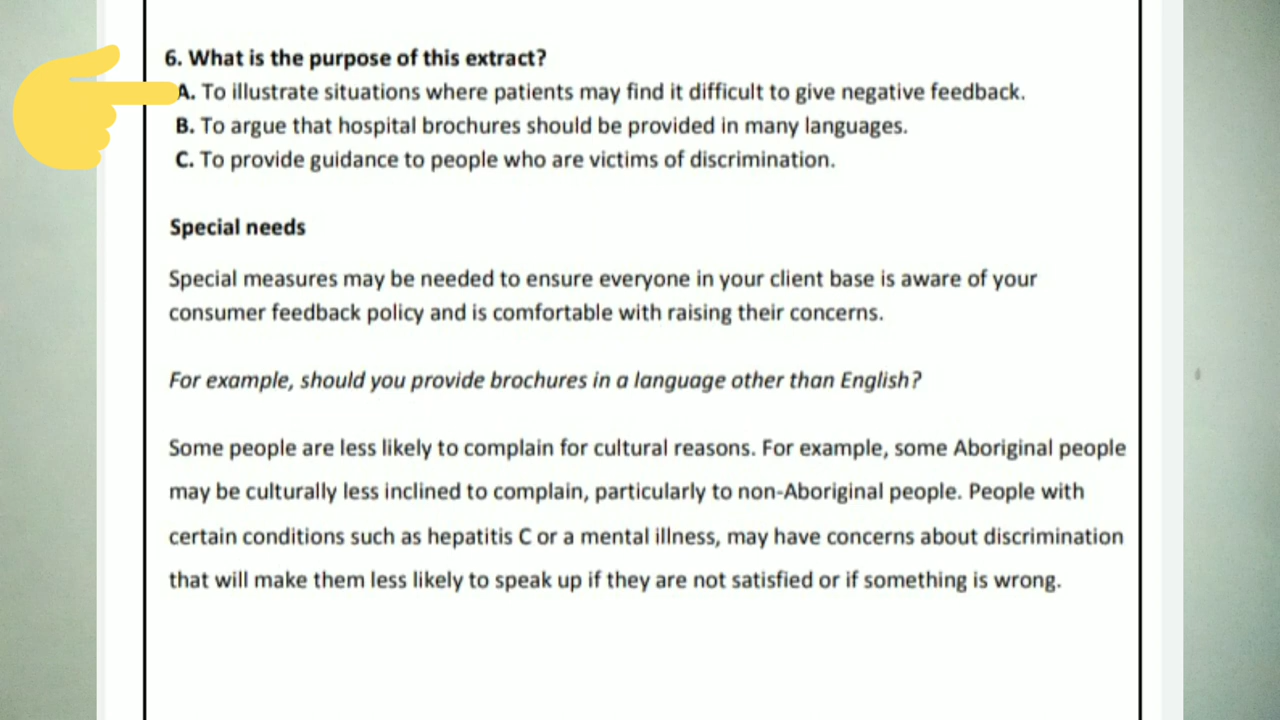 6. What is the purpose of this extract?
A. To illustrate situations where patients may find it difficult to give negative feedback.
B. To argue that hospital brochures should be provided in many languages.
C. To provide guidance to people who are victims of discrimination.
Special needs
Special measures may be needed to ensure everyone in your client base is aware of your
consumer feedback policy and is comfortable with raising their concerns.
For example, should you provide brochures in a language other than English?
Some people are less likely to complain for cultural reasons. For example, some Aboriginal people
may be culturally less inclined to complain, particularly to non-Aboriginal people. People with
certain conditions such as hepatitis C or a mental illness, may have concerns about discrimination
that will make them less likely to speak up if they are not satisfied or if something is wrong.